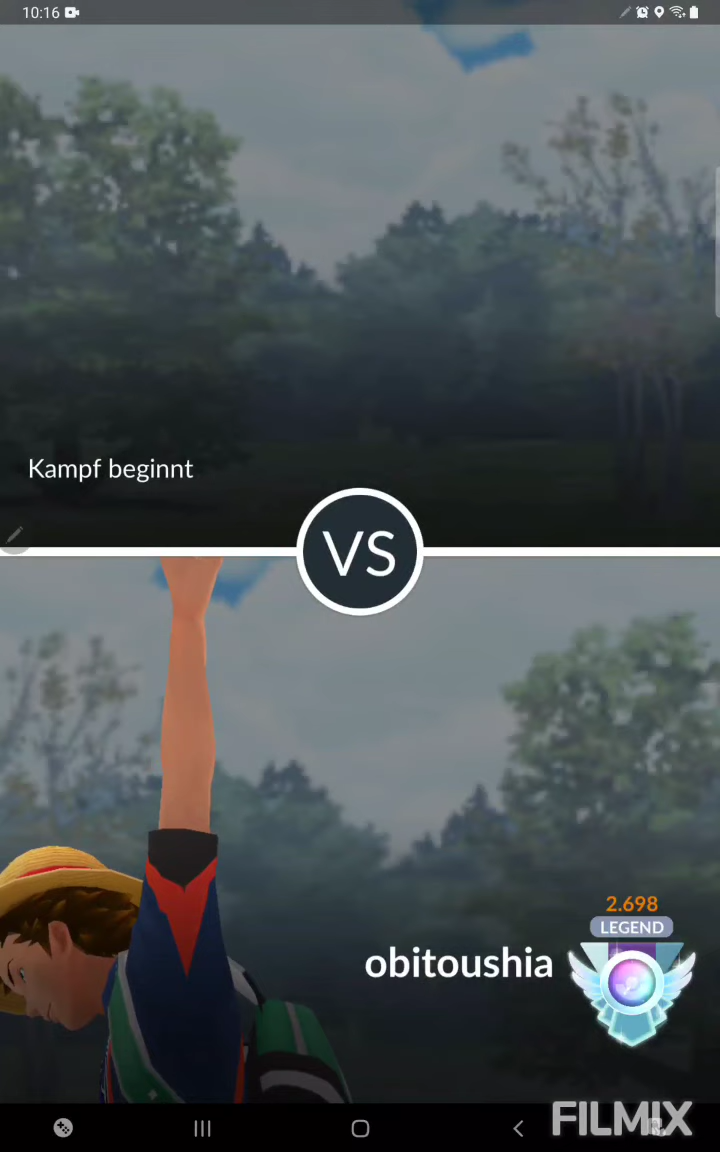 10:16
Kampf beginnt
VS
2.698
LEGEND
obitoushia
FILMIX